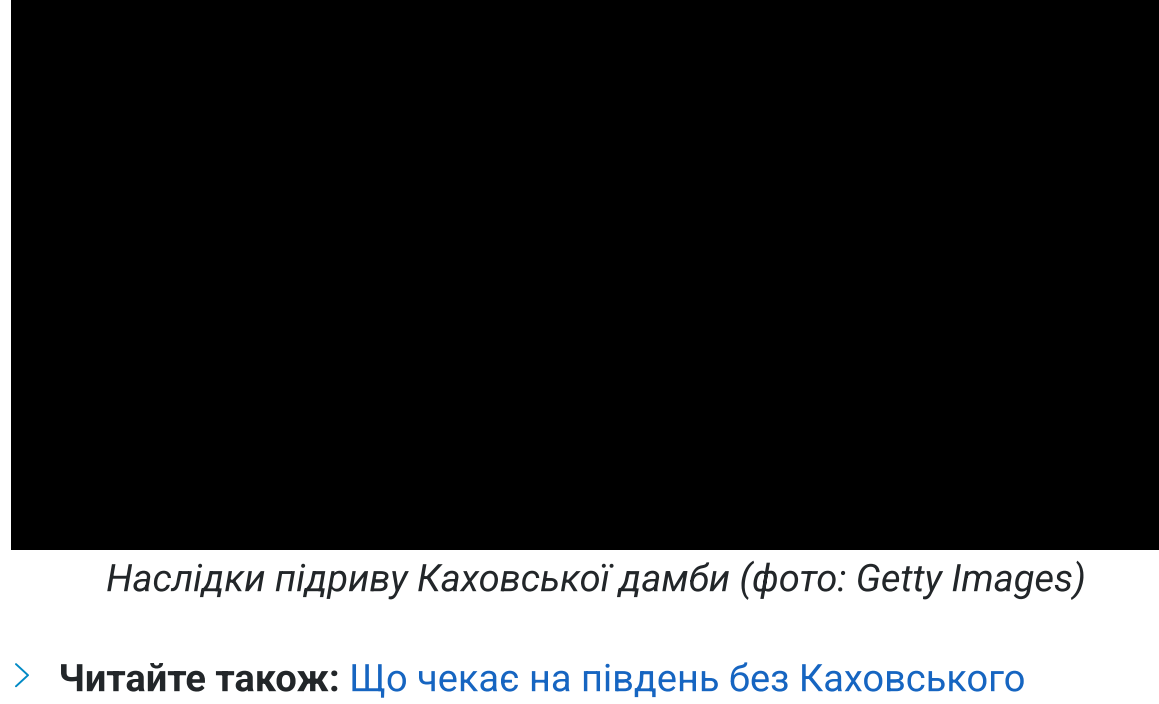 Наслідки підриву Каховської дамби (фото: Getty Images)
Читайте також: Що чекає на південь без Каховського